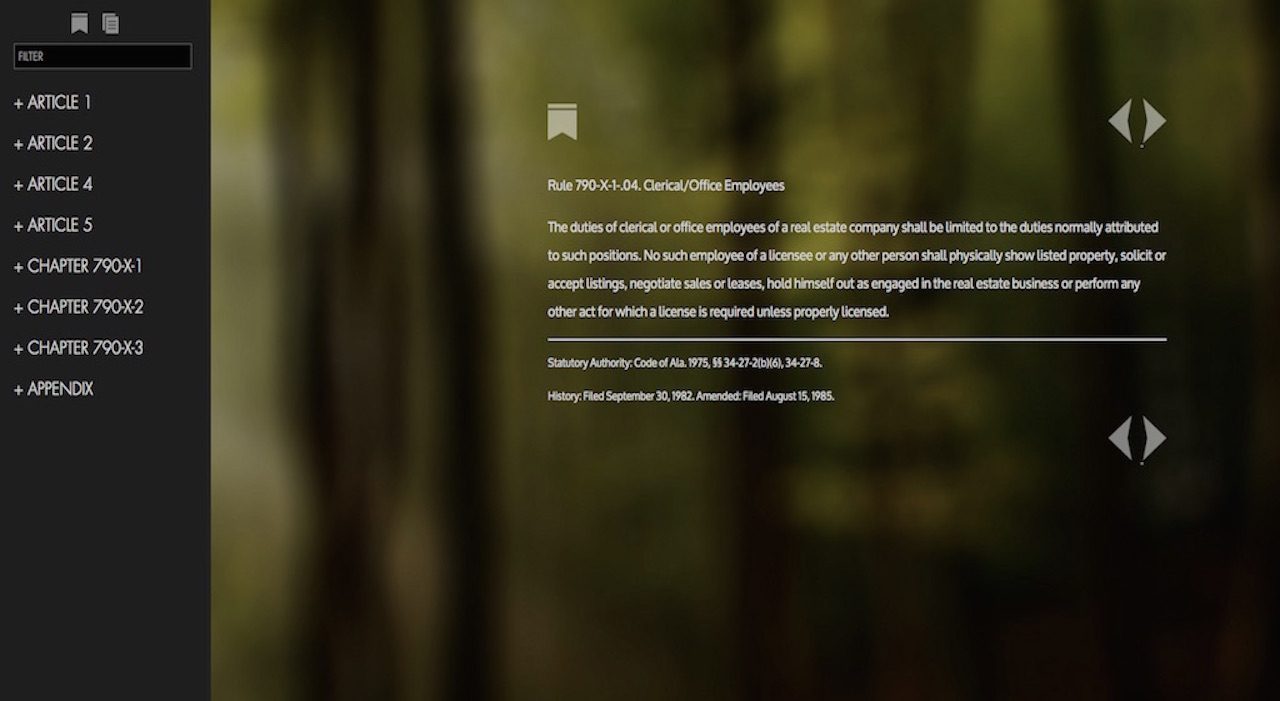 FILTER
+ ARTICLE 1
+ ARTICLE 2
+ ARTICLE 4
+ ARTICLE 5
+ CHAPTER 790-X-1
+ CHAPTER 790-X-2
+ CHAPTER 790-X-3
+ APPENDIX
Rule 790-X-1-.04. Clerical/Office Employees
The duties of clerical or office employees of a real estate company shall be limited to the duties normally attributed
to such positions. No such employee of a licensee or any other person shall physically show listed property, solicit or
accept listings, negotiate sales or leases, hold himself out as engaged in the real estate business or perform any
other act for which a license is required unless properly licensed.
Statutory Authority: Code of Ala. 1975, §§ 34-27-2(b)(6), 34-27-8.
History: Filed September 30, 1982. Amended: Filed August 15, 1985.